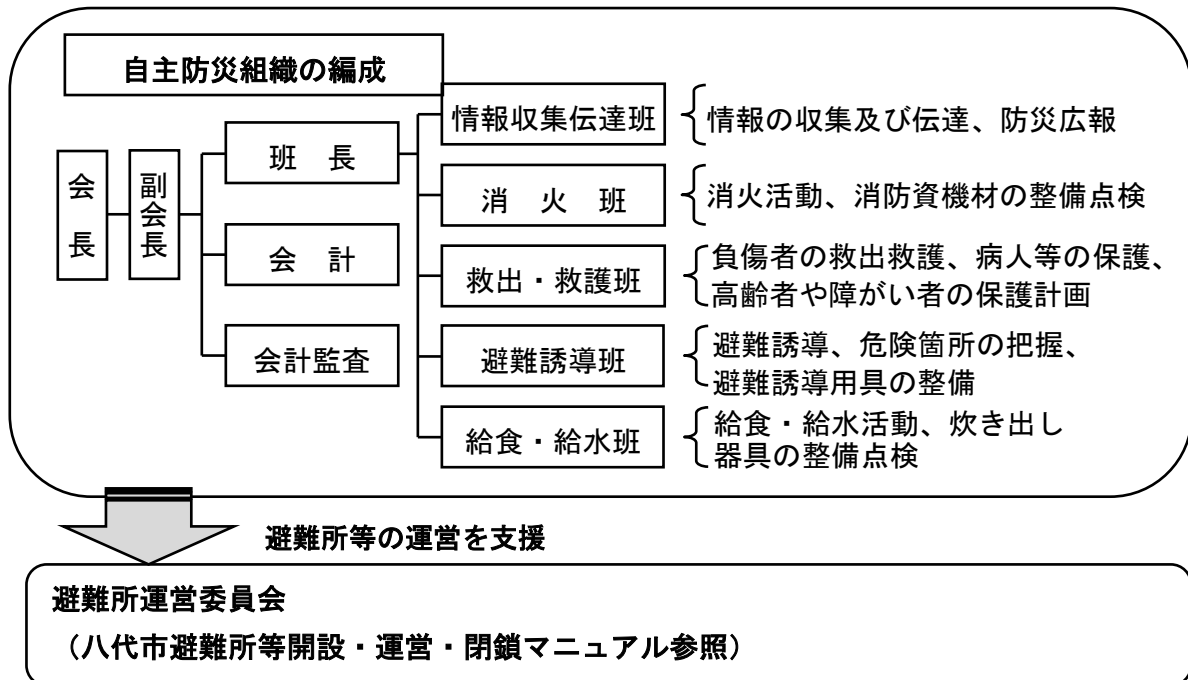 自主防災組織の編成
会長
副会長
班　長
会　計
会計監査
情報収集伝達班
情報の収集及び伝達、防災広報
消　火　班
消火活動、消防資機材の整備点検
救出・救護班
負傷者の救出救護、病人等の保護、
高齢者や障がい者の保護計画
避難誘導班
避難誘導、危険箇所の把握、
避難誘導用具の整備
給食・給水班
給食・給水活動、炊き出し
器具の整備点検
避難所等の運営を支援
避難所運営委員会
（八代市避難所等開設・運営・閉鎖マニュアル参照）